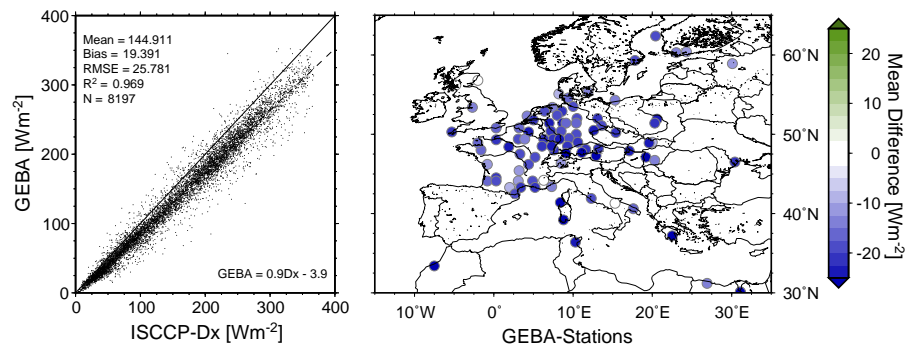 400
300
200
100
0
GEBA [Wm-2]
Mean = 144.911
Bias = 19.391
RMSE = 25.781
R2 = 0.969
N = 8197
GEBA = 0.9Dx - 3.9
0 100 200 300 400
ISCCP-Dx [Wm-2]
60°N
50°N
40°N
30°N
10°W 0° 10°E 20°E 30°E
GEBA-Stations
20
10
0
-10
-20
Mean Difference [Wm-2]